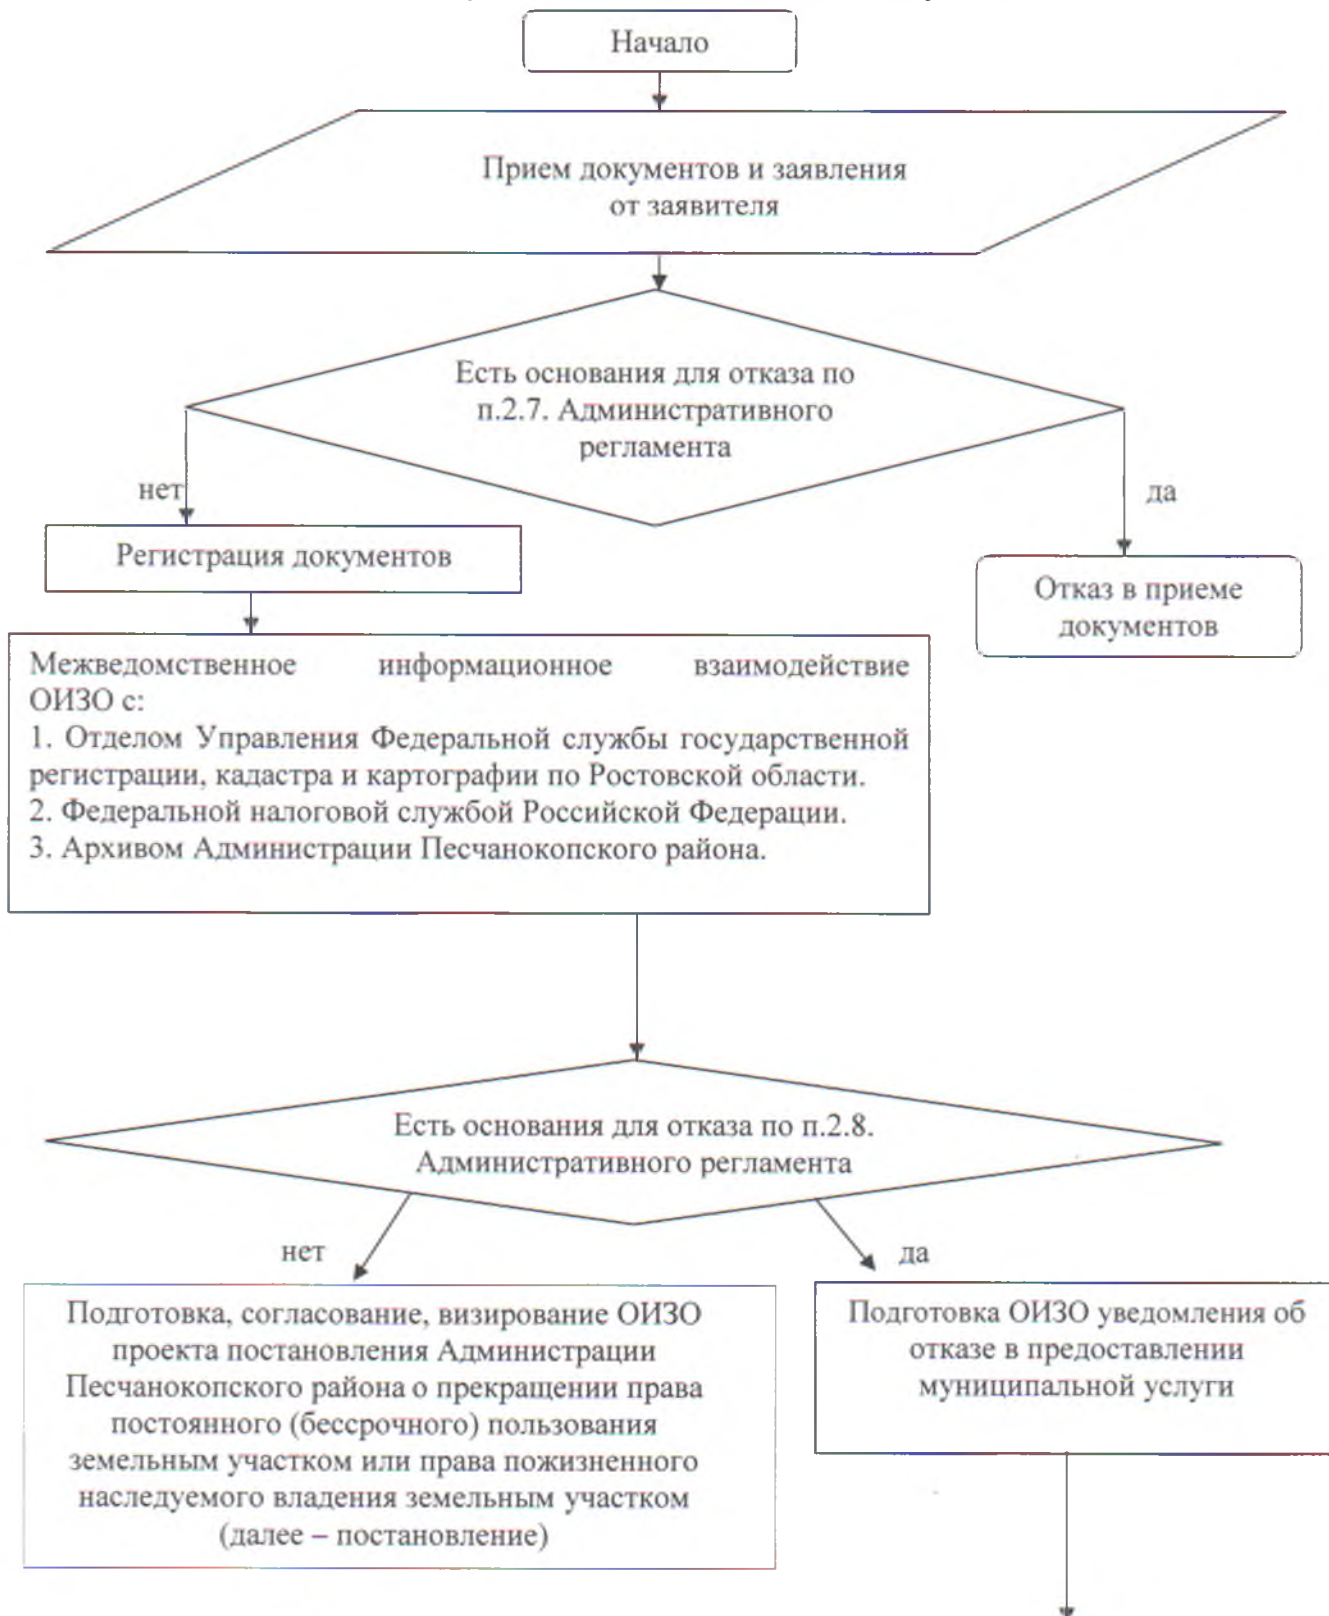 Начало
Прием документов и заявления
от заявителя
Есть основания для отказа по
п.2.7. Административного
регламента
нет
да
Регистрация документов
Отказ в приеме
документов
Межведомственное информационное взаимодействие
ОИЗО с:
1. Отделом Управления Федеральной службы государственной
регистрации, кадастра и картографии по Ростовской области.
2. Федеральной налоговой службой Российской Федерации.
3. Архивом Администрации Песчанокопского района.
Есть основания для отказа по п.2.8.
Административного регламента
нет
да
Подготовка, согласование, визирование ОИЗО
проекта постановления Администрации
Песчанокопского района о прекращении права
постоянного (бессрочного) пользования
земельным участком или права пожизненного
наследуемого владения земельным участком
(далее – постановление)
Подготовка ОИЗО уведомления об
отказе в предоставлении
муниципальной услуги